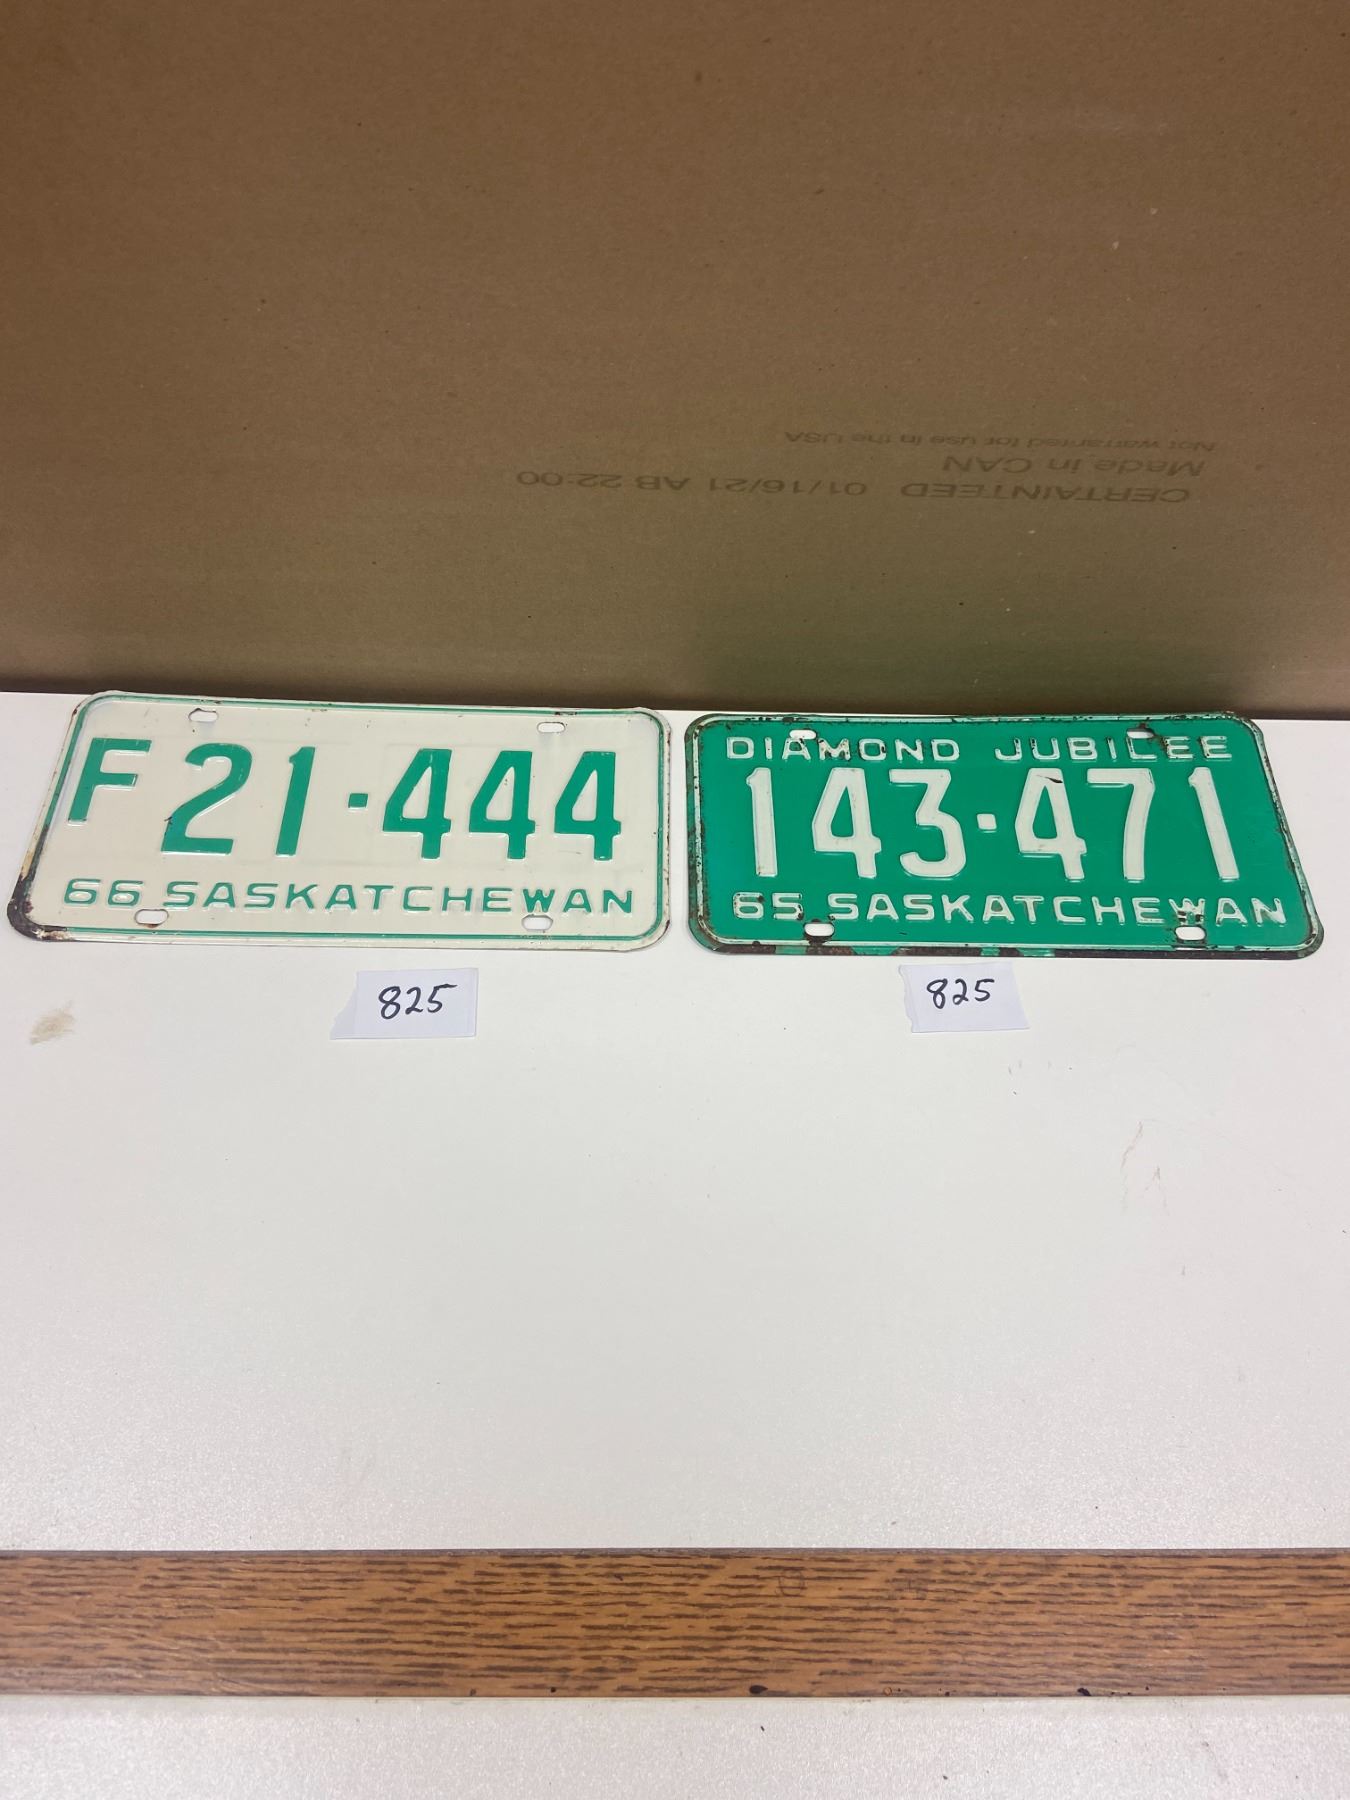 Not warranted for use in the USA
Made in CAN
CERTAINTEED 01/16/21 AB 22:00
F21·444
66 SASKATCHEWAN
DIAMOND JUBILEE
143·471
65 SASKATCHEWAN
825
825